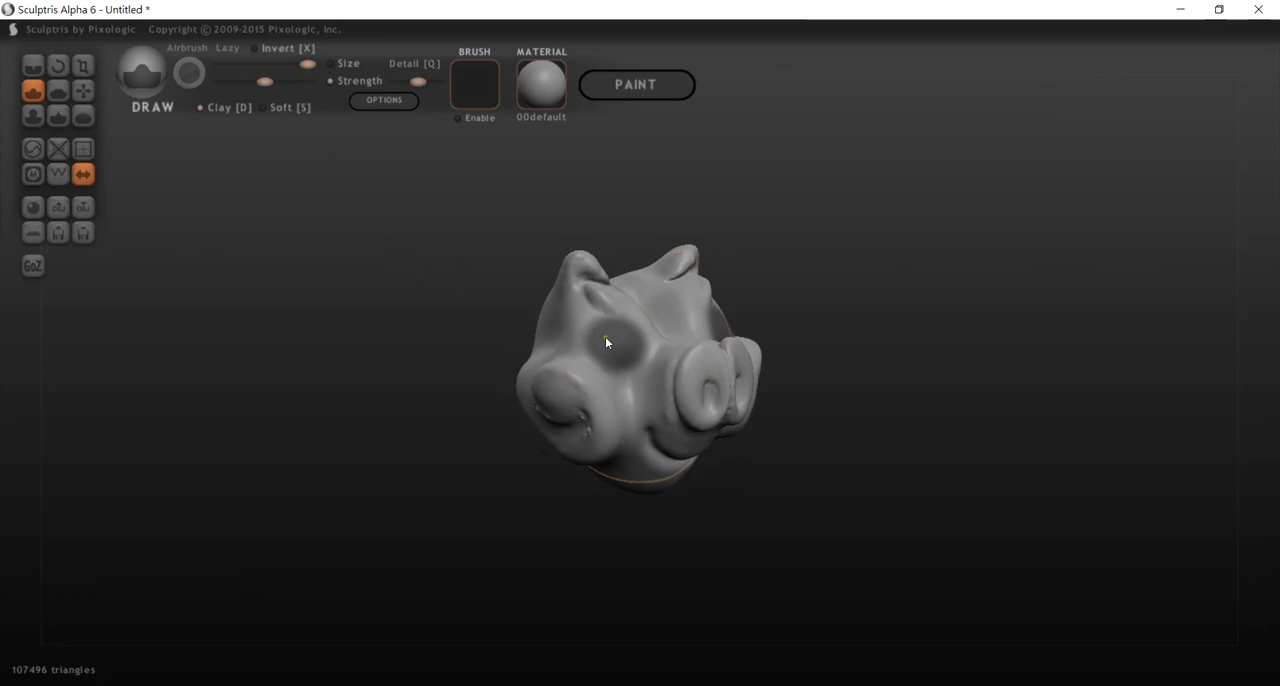 Sculptris Alpha 6 - Untitled *
Sculptris by Pixologic Copyright © 2009-2015 Pixologic, Inc.
Airbrush Lazy Invert [X]
Size Detail [Q]
Strength
DRAW Clay [D] Soft [S] OPTIONS
BRUSH
Enable
MATERIAL
00default
PAINT
GoZ
107496 triangles